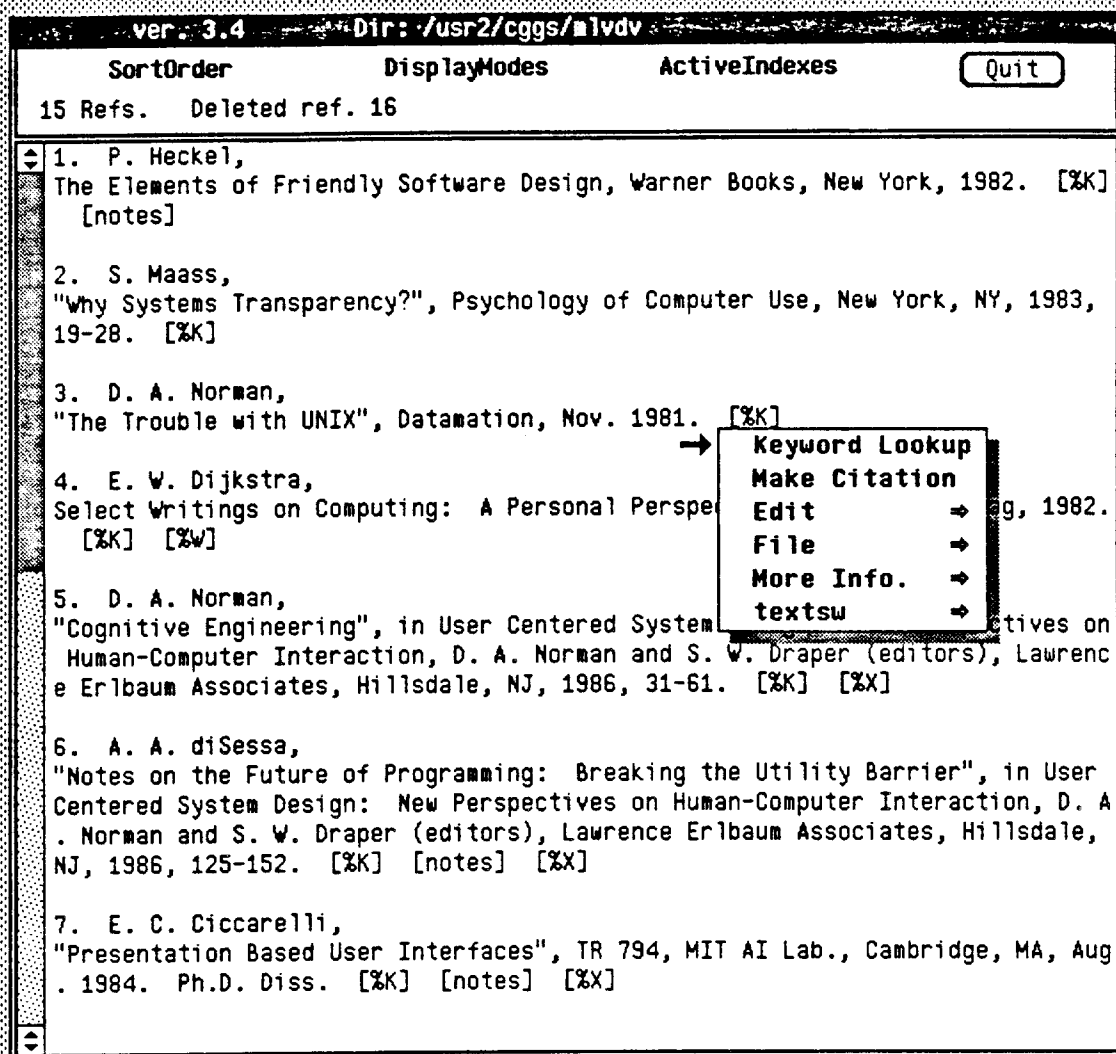 ver. 3.4 Dir: /usr2/cggs/mlvdv
SortOrder DisplayModes ActiveIndexes Quit
15 Refs. Deleted ref. 16
1. P. Heckel,
The Elements of Friendly Software Design, Warner Books, New York, 1982. [%K]
[notes]
2. S. Maass,
"Why Systems Transparency?", Psychology of Computer Use, New York, NY, 1983,
19-28. [%K]
3. D. A. Norman,
"The Trouble with UNIX", Datamation, Nov. 1981. [%K]
Keyword Lookup
Make Citation
Edit ⇒
File ⇒
More Info. ⇒
textsw ⇒
4. E. W. Dijkstra,
Select Writings on Computing: A Personal Perspe g, 1982.
[%K] [%W]
5. D. A. Norman,
"Cognitive Engineering", in User Centered System tives on
Human-Computer Interaction, D. A. Norman and S. W. Draper (editors), Lawrenc
e Erlbaum Associates, Hillsdale, NJ, 1986, 31-61. [%K] [%X]
6. A. A. diSessa,
"Notes on the Future of Programming: Breaking the Utility Barrier", in User
Centered System Design: New Perspectives on Human-Computer Interaction, D. A
. Norman and S. W. Draper (editors), Lawrence Erlbaum Associates, Hillsdale,
NJ, 1986, 125-152. [%K] [notes] [%X]
7. E. C. Ciccarelli,
"Presentation Based User Interfaces", TR 794, MIT AI Lab., Cambridge, MA, Aug
. 1984. Ph.D. Diss. [%K] [notes] [%X]